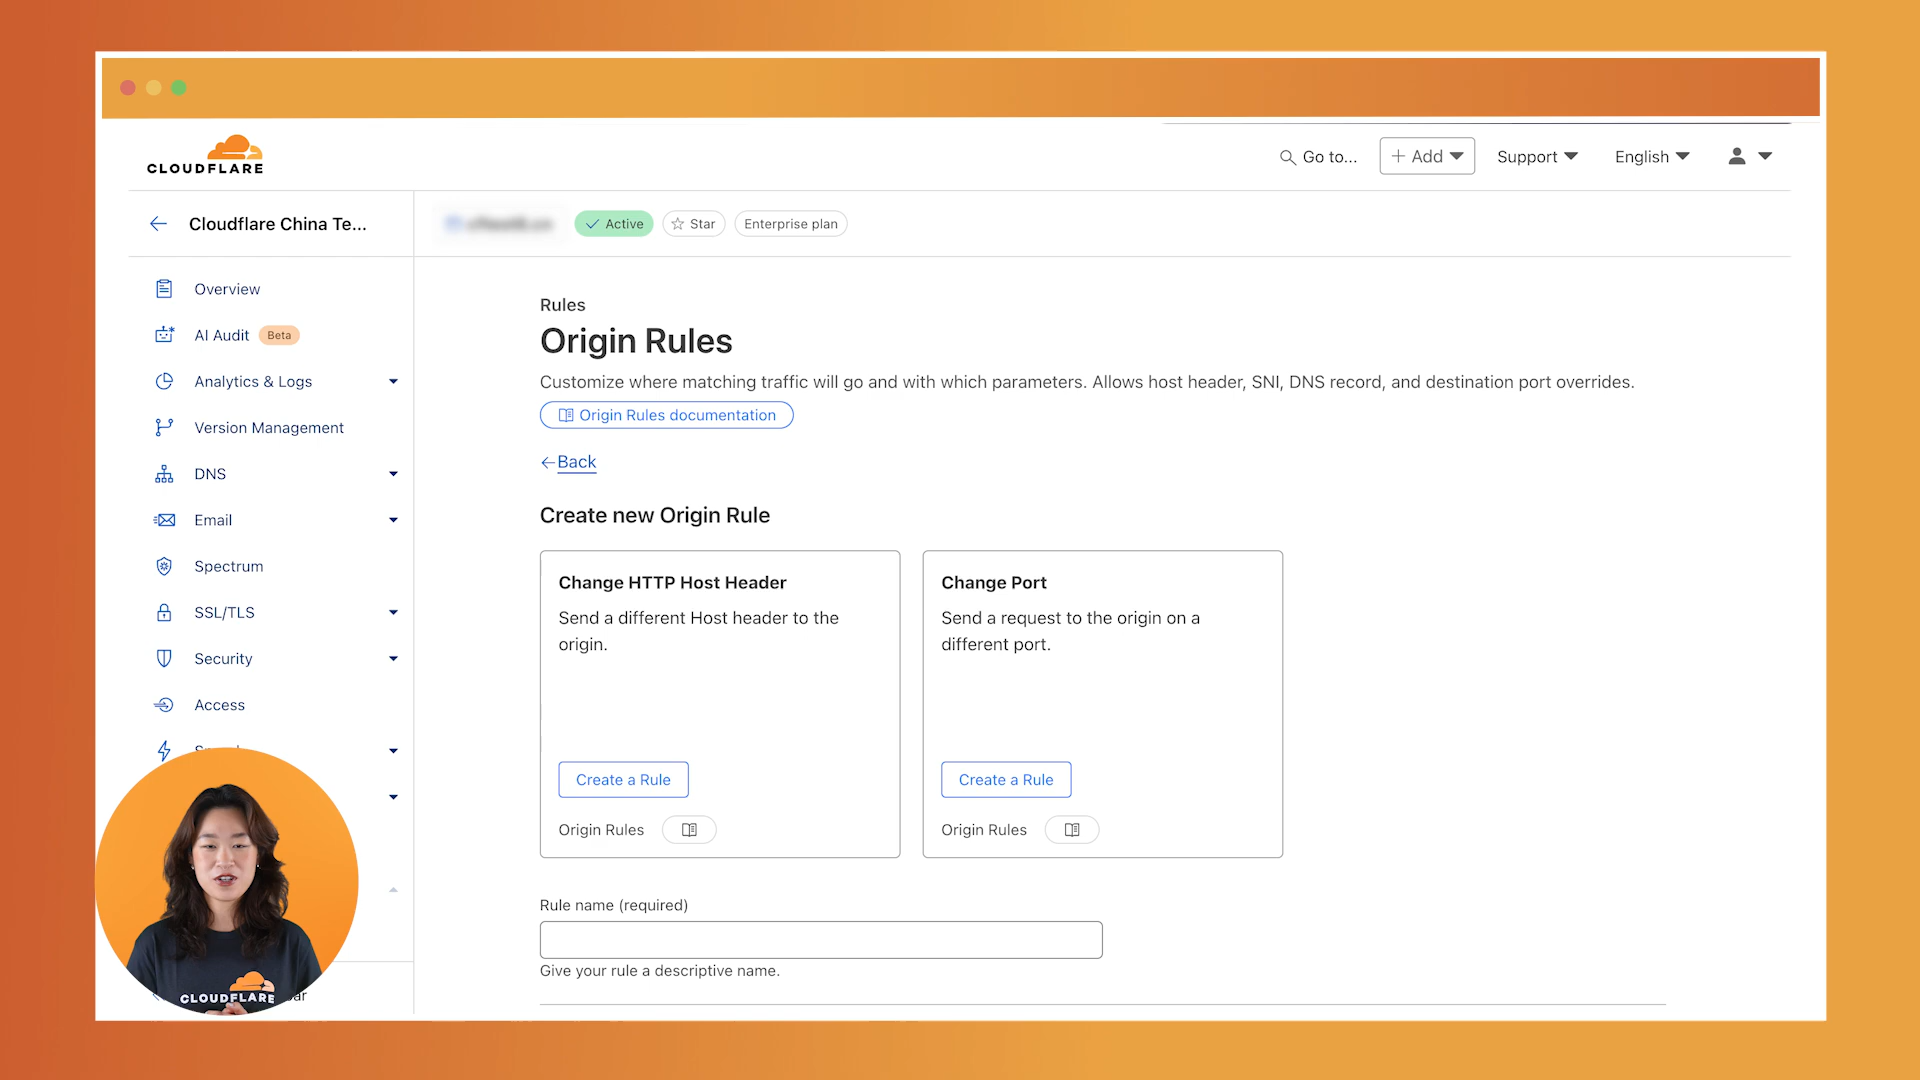 CLOUDFLARE
Go to...
Add
Support
English
Cloudflare China Te...
Active
Star
Enterprise plan
Overview
AI Audit Beta
Analytics & Logs
Version Management
DNS
Email
Spectrum
SSL/TLS
Security
Access
Rules
Origin Rules
Customize where matching traffic will go and with which parameters. Allows host header, SNI, DNS record, and destination port overrides.
Origin Rules documentation
Back
Create new Origin Rule
Change HTTP Host Header
Send a different Host header to the
origin.
Create a Rule
Origin Rules
Change Port
Send a request to the origin on a
different port.
Create a Rule
Origin Rules
Rule name (required)
Give your rule a descriptive name.
CLOUDFLARE